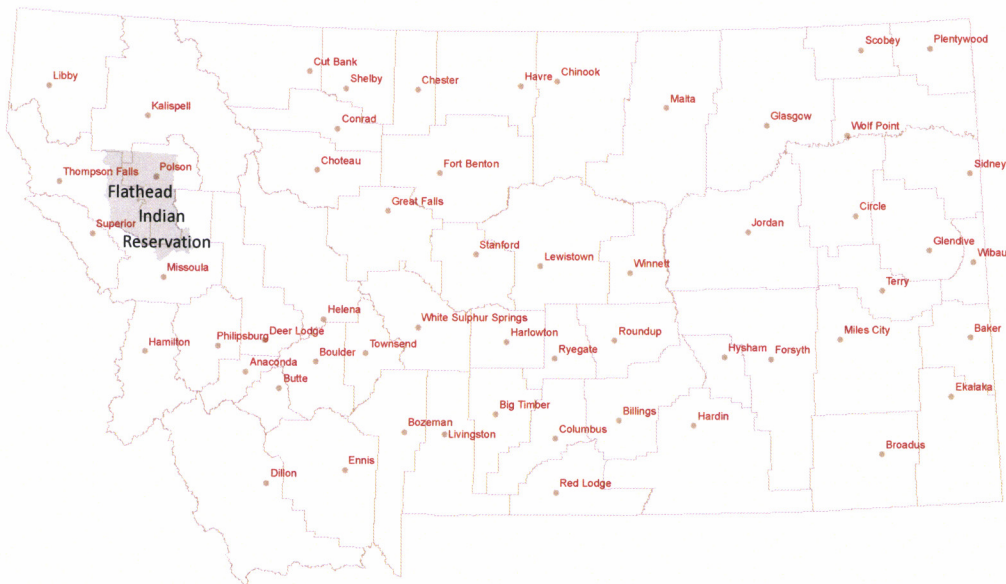 Scobey
Plentywood
Cut Bank
Libby
Shelby
Chester
Havre
Chinook
Malta
Kalispell
Conrad
Glasgow
Wolf Point
Choteau
Fort Benton
Thompson Falls
Polson
Sidney
Flathead
Indian
Reservation
Great Falls
Circle
Superior
Jordan
Stanford
Lewistown
Winnett
Glendive
Wibau
Missoula
Terry
Helena
White Sulphur Springs
Hamilton
Philipsburg
Deer Lodge
Townsend
Harlowton
Roundup
Miles City
Baker
Boulder
Ryegate
Hysham
Forsyth
Anaconda
Butte
Ekalaka
Big Timber
Billings
Hardin
Bozeman
Livingston
Columbus
Broadus
Dillon
Ennis
Red Lodge